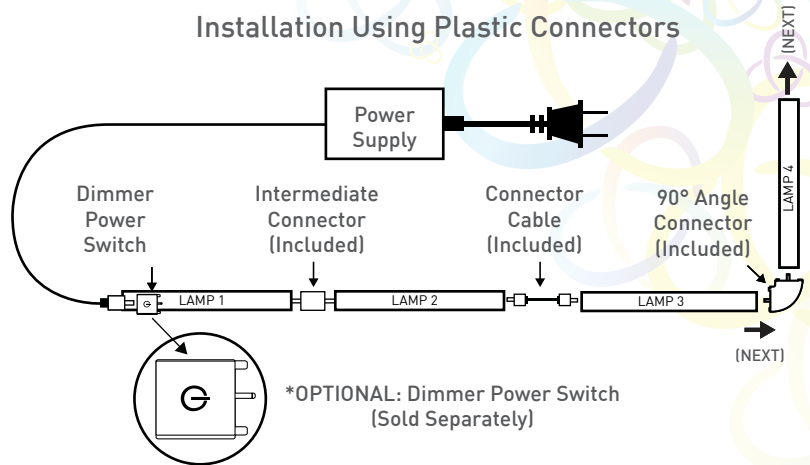 Installation Using Plastic Connectors
(NEXT)
Power
Supply
LAMP 4
Dimmer
Power
Switch
Intermediate
Connector
(Included)
Connector
Cable
(Included)
90° Angle
Connector
(Included)
LAMP 1
LAMP 2
LAMP 3
(NEXT)
*OPTIONAL: Dimmer Power Switch
(Sold Separately)